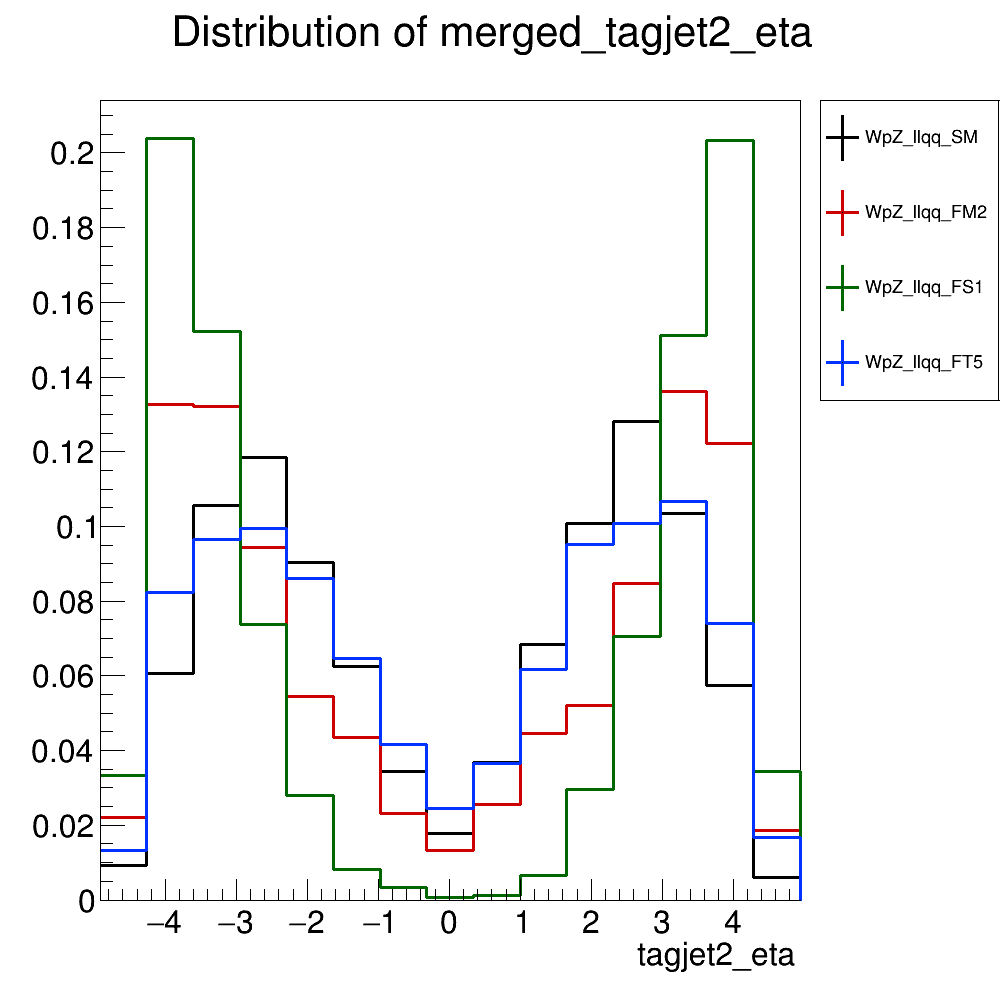 Distribution of merged_tagjet2_eta
WpZ_llqq_SM
WpZ_llqq_FM2
WpZ_llqq_FS1
WpZ_llqq_FT5
0.2
0.18
0.16
0.14
0.12
0.1
0.08
0.06
0.04
0.02
0
−4 −3 −2 −1 0 1 2 3 4
tagjet2_eta